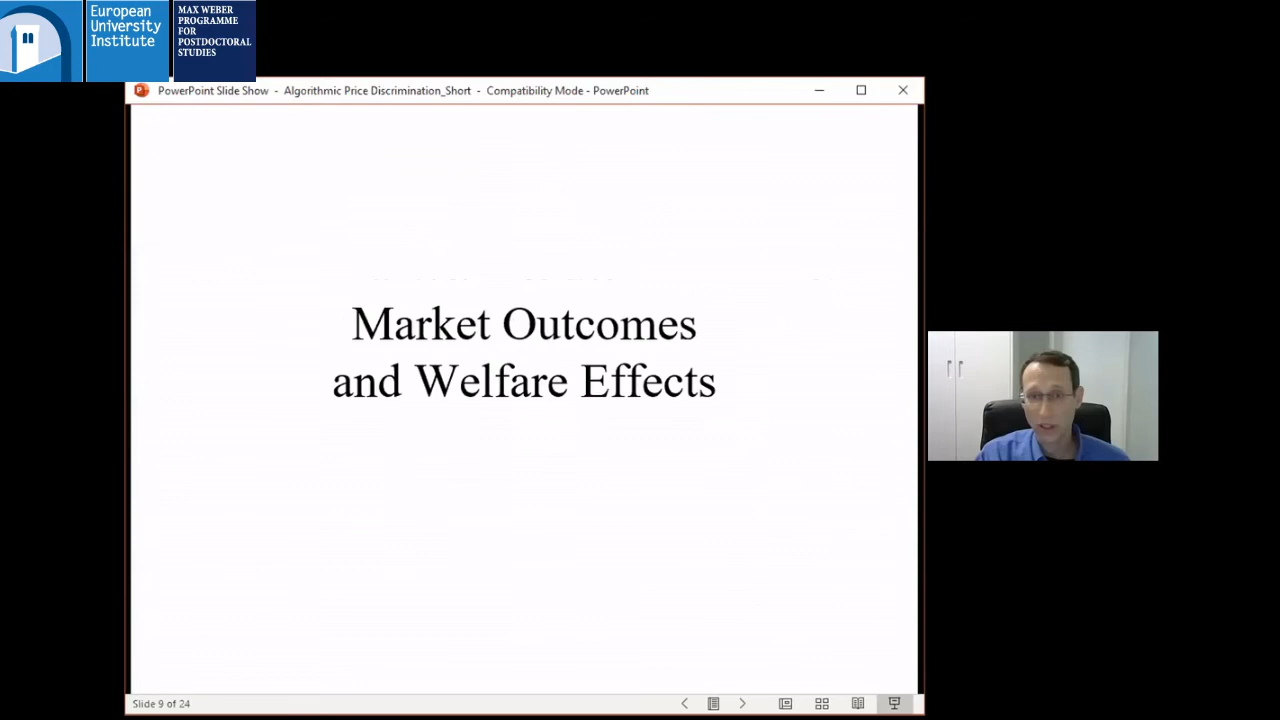 European
University
Institute
MAX WEBER
PROGRAMME
FOR
POSTDOCTORAL
STUDIES
PowerPoint Slide Show - Algorithmic Price Discrimination_Short - Compatibility Mode - PowerPoint
Market Outcomes
and Welfare Effects
Slide 9 of 24